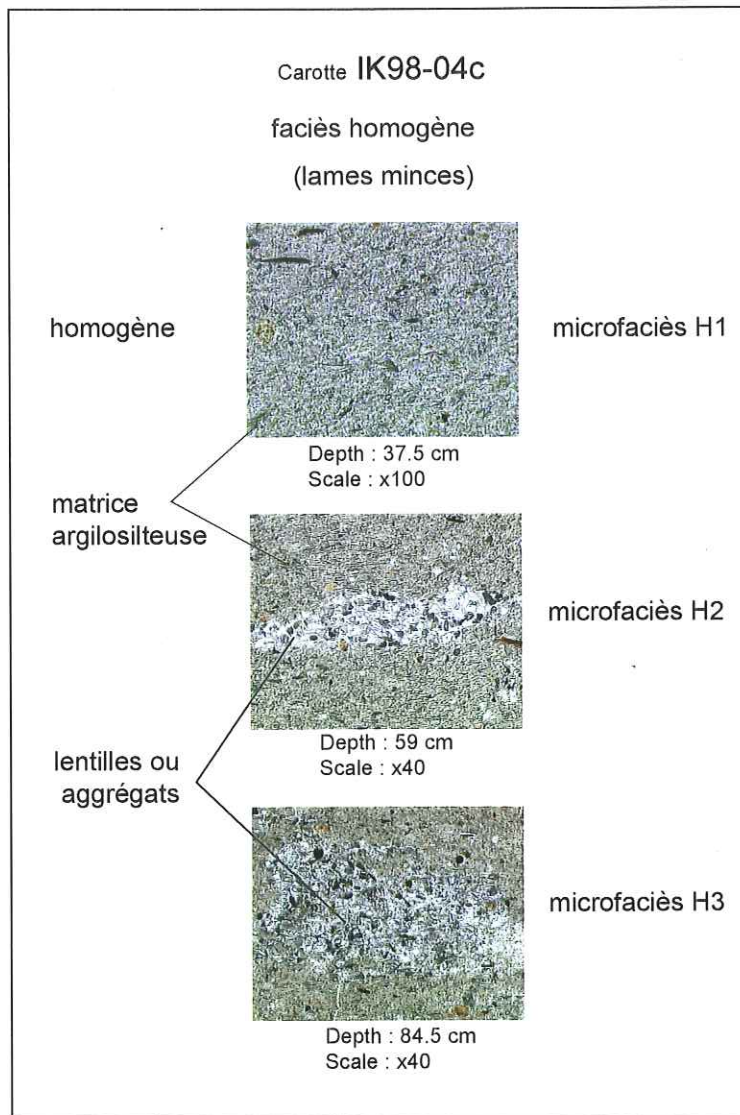 Carotte IK98-04c
faciès homogène
(lames minces)
homogène
microfaciès H1
Depth : 37.5 cm
Scale : x100
matrice
argilosilteuse
microfaciès H2
Depth : 59 cm
Scale : x40
lentilles ou
aggrégats
microfaciès H3
Depth : 84.5 cm
Scale : x40